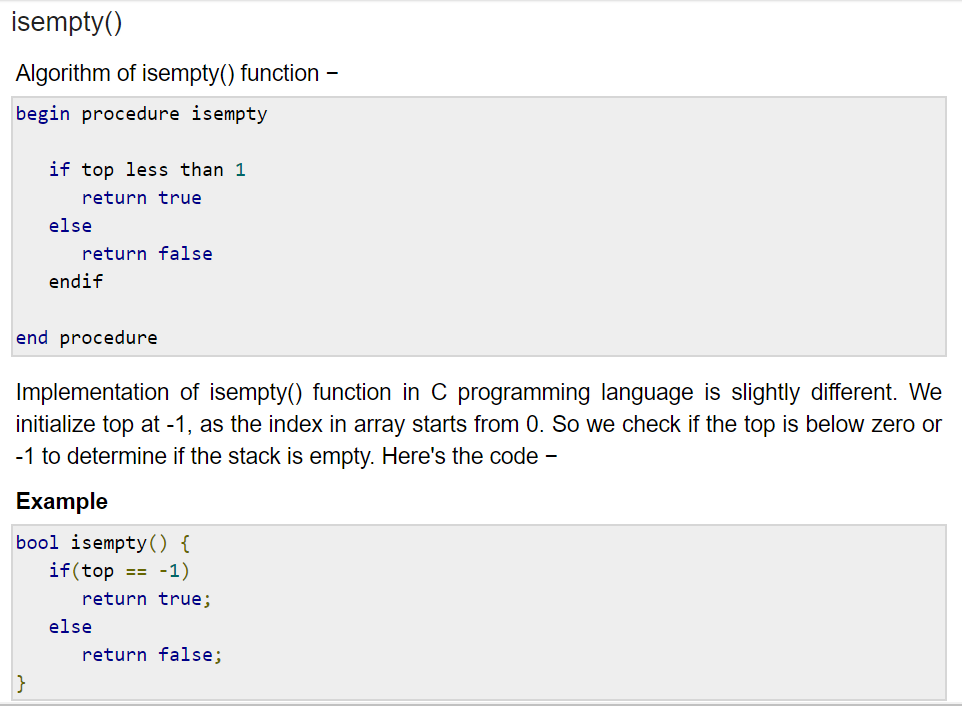 isempty()
Algorithm of isempty() function −
begin procedure isempty
if top less than 1
return true
else
return false
endif
end procedure
Implementation of isempty() function in C programming language is slightly different. We
initialize top at -1, as the index in array starts from 0. So we check if the top is below zero or
-1 to determine if the stack is empty. Here's the code −
Example
bool isempty() {
if(top == -1)
return true;
else
return false;
}